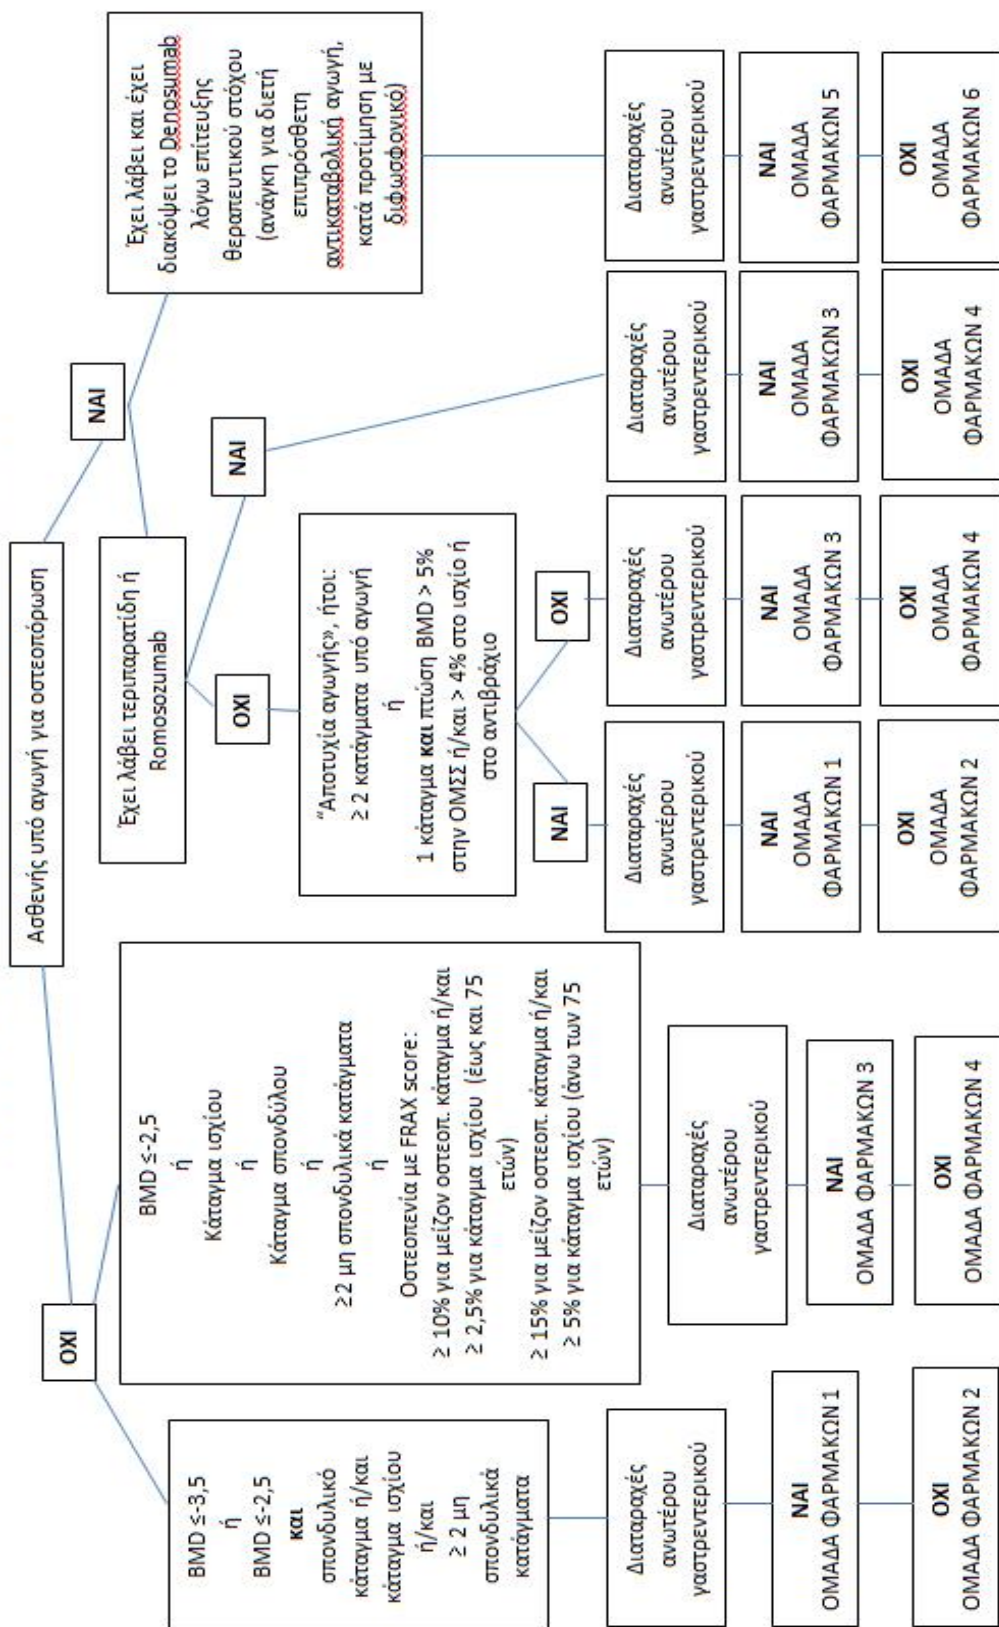 Ασθενής υπό αγωγή για οστεοπόρωση
ΟΧΙ
ΝΑΙ
BMD ≤-3,5
ή
BMD ≤-2,5
και
σπονδυλικό
κάταγμα ή/και
κάταγμα ισχίου
ή/και
≥ 2 μη
σπονδυλικά
κατάγματα
Διαταραχές
ανωτέρου
γαστρεντερικού
ΝΑΙ
ΟΜΑΔΑ ΦΑΡΜΑΚΩΝ 1
ΟΧΙ
ΟΜΑΔΑ ΦΑΡΜΑΚΩΝ 2
BMD ≤-2,5
ή
Κάταγμα ισχίου
ή
Κάταγμα σπονδύλου
ή
≥2 μη σπονδυλικά κατάγματα
ή
Οστεοπενία με FRAX score:
≥ 10% για μείζον οστεοπ. κάταγμα ή/και
≥ 2,5% για κάταγμα ισχίου (έως και 75
ετών)
≥ 15% για μείζον οστεοπ. κάταγμα ή/και
≥ 5% για κάταγμα ισχίου (άνω των 75
ετών)
Διαταραχές
ανωτέρου
γαστρεντερικού
ΝΑΙ
ΟΜΑΔΑ ΦΑΡΜΑΚΩΝ 3
ΟΧΙ
ΟΜΑΔΑ ΦΑΡΜΑΚΩΝ 4
Έχει λάβει τεριπαρατίδη ή
Romosozumab
ΟΧΙ
ΝΑΙ
"Αποτυχία αγωγής», ήτοι:
≥ 2 κατάγματα υπό αγωγή
ή
1 κάταγμα και πτώση BMD > 5%
στην ΟΜΣΣ ή/και > 4% στο ισχίο ή
στο αντιβράχιο
ΝΑΙ
ΟΧΙ
Διαταραχές
ανωτέρου
γαστρεντερικού
ΝΑΙ
ΟΜΑΔΑ
ΦΑΡΜΑΚΩΝ 1
ΟΧΙ
ΟΜΑΔΑ
ΦΑΡΜΑΚΩΝ 2
Διαταραχές
ανωτέρου
γαστρεντερικού
ΝΑΙ
ΟΜΑΔΑ
ΦΑΡΜΑΚΩΝ 3
ΟΧΙ
ΟΜΑΔΑ
ΦΑΡΜΑΚΩΝ 4
Διαταραχές
ανωτέρου
γαστρεντερικού
ΝΑΙ
ΟΜΑΔΑ
ΦΑΡΜΑΚΩΝ 3
ΟΧΙ
ΟΜΑΔΑ
ΦΑΡΜΑΚΩΝ 4
Έχει λάβει και έχει
διακόψει το Denosumab
λόγω επίτευξης
θεραπευτικού στόχου
(ανάγκη για διετή
επιπρόσθετη
αντικαταβολική αγωγή,
κατά προτίμηση με
διφωσφονικό)
Διαταραχές
ανωτέρου
γαστρεντερικού
ΝΑΙ
ΟΜΑΔΑ
ΦΑΡΜΑΚΩΝ 5
ΟΧΙ
ΟΜΑΔΑ
ΦΑΡΜΑΚΩΝ 6